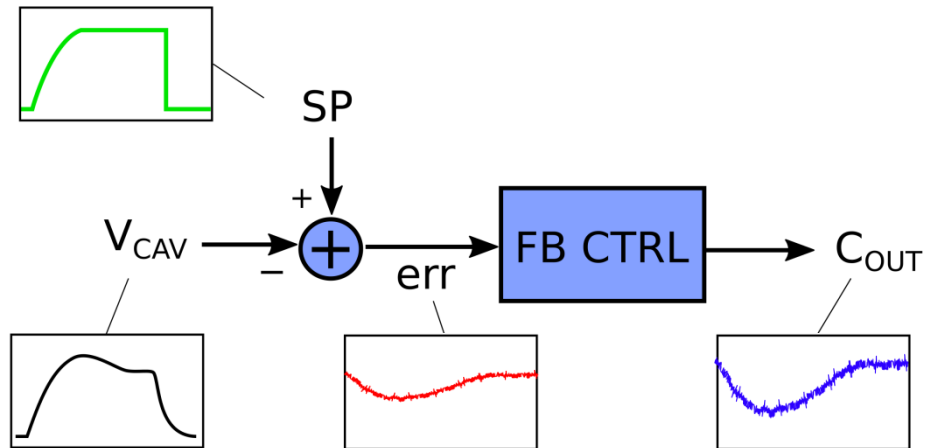 SP
+
V_CAV
−
+
err
FB CTRL
C_OUT